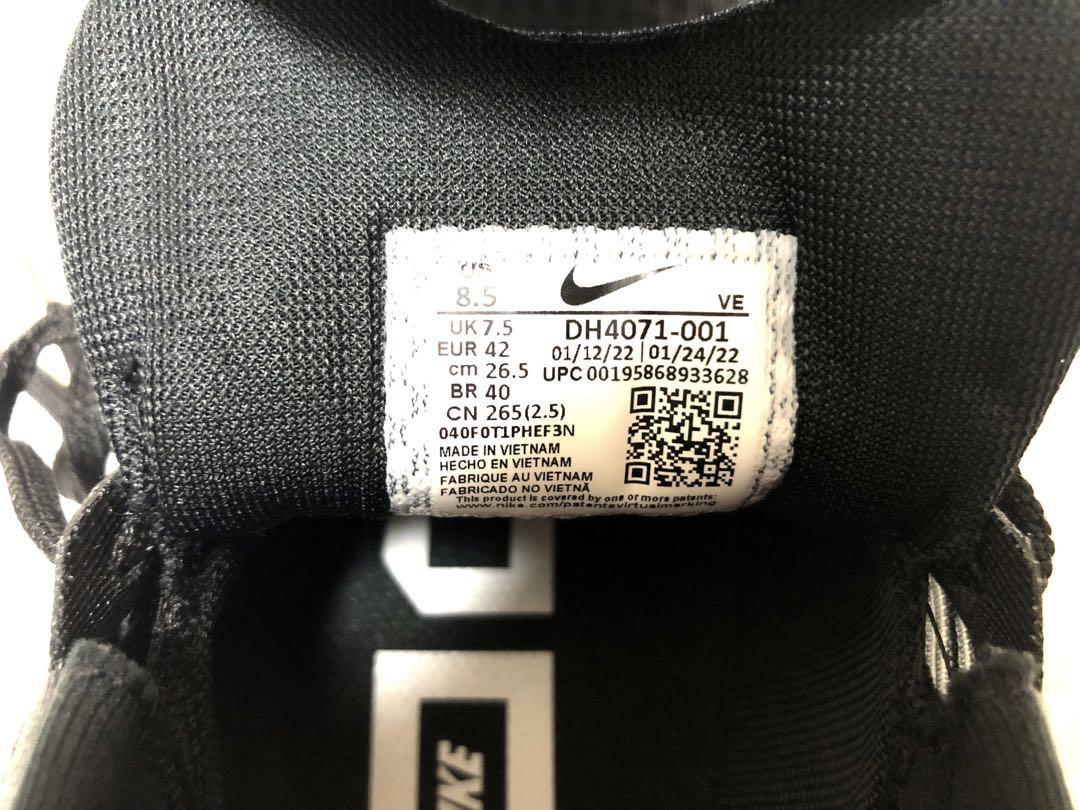 US
8.5
VE
UK 7.5
DH4071-001
EUR 42
01/12/22 | 01/24/22
cm 26.5
UPC 00195868933628
BR 40
CN 265(2.5)
040F0T1PHEF3N
MADE IN VIETNAM
HECHO EN VIETNAM
FABRIQUE AU VIETNAM
FABRICADO NO VIETNÃ
This product is covered by one or more patents:
www.nike.com/patentsvirtualmarking
NIKE